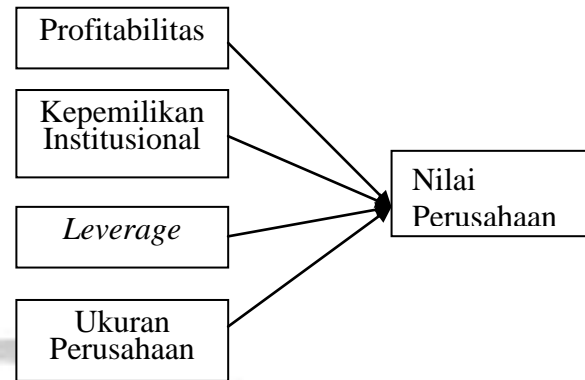 Profitabilitas
Kepemilikan
Institusional
Leverage
Ukuran
Perusahaan
Nilai
Perusahaan